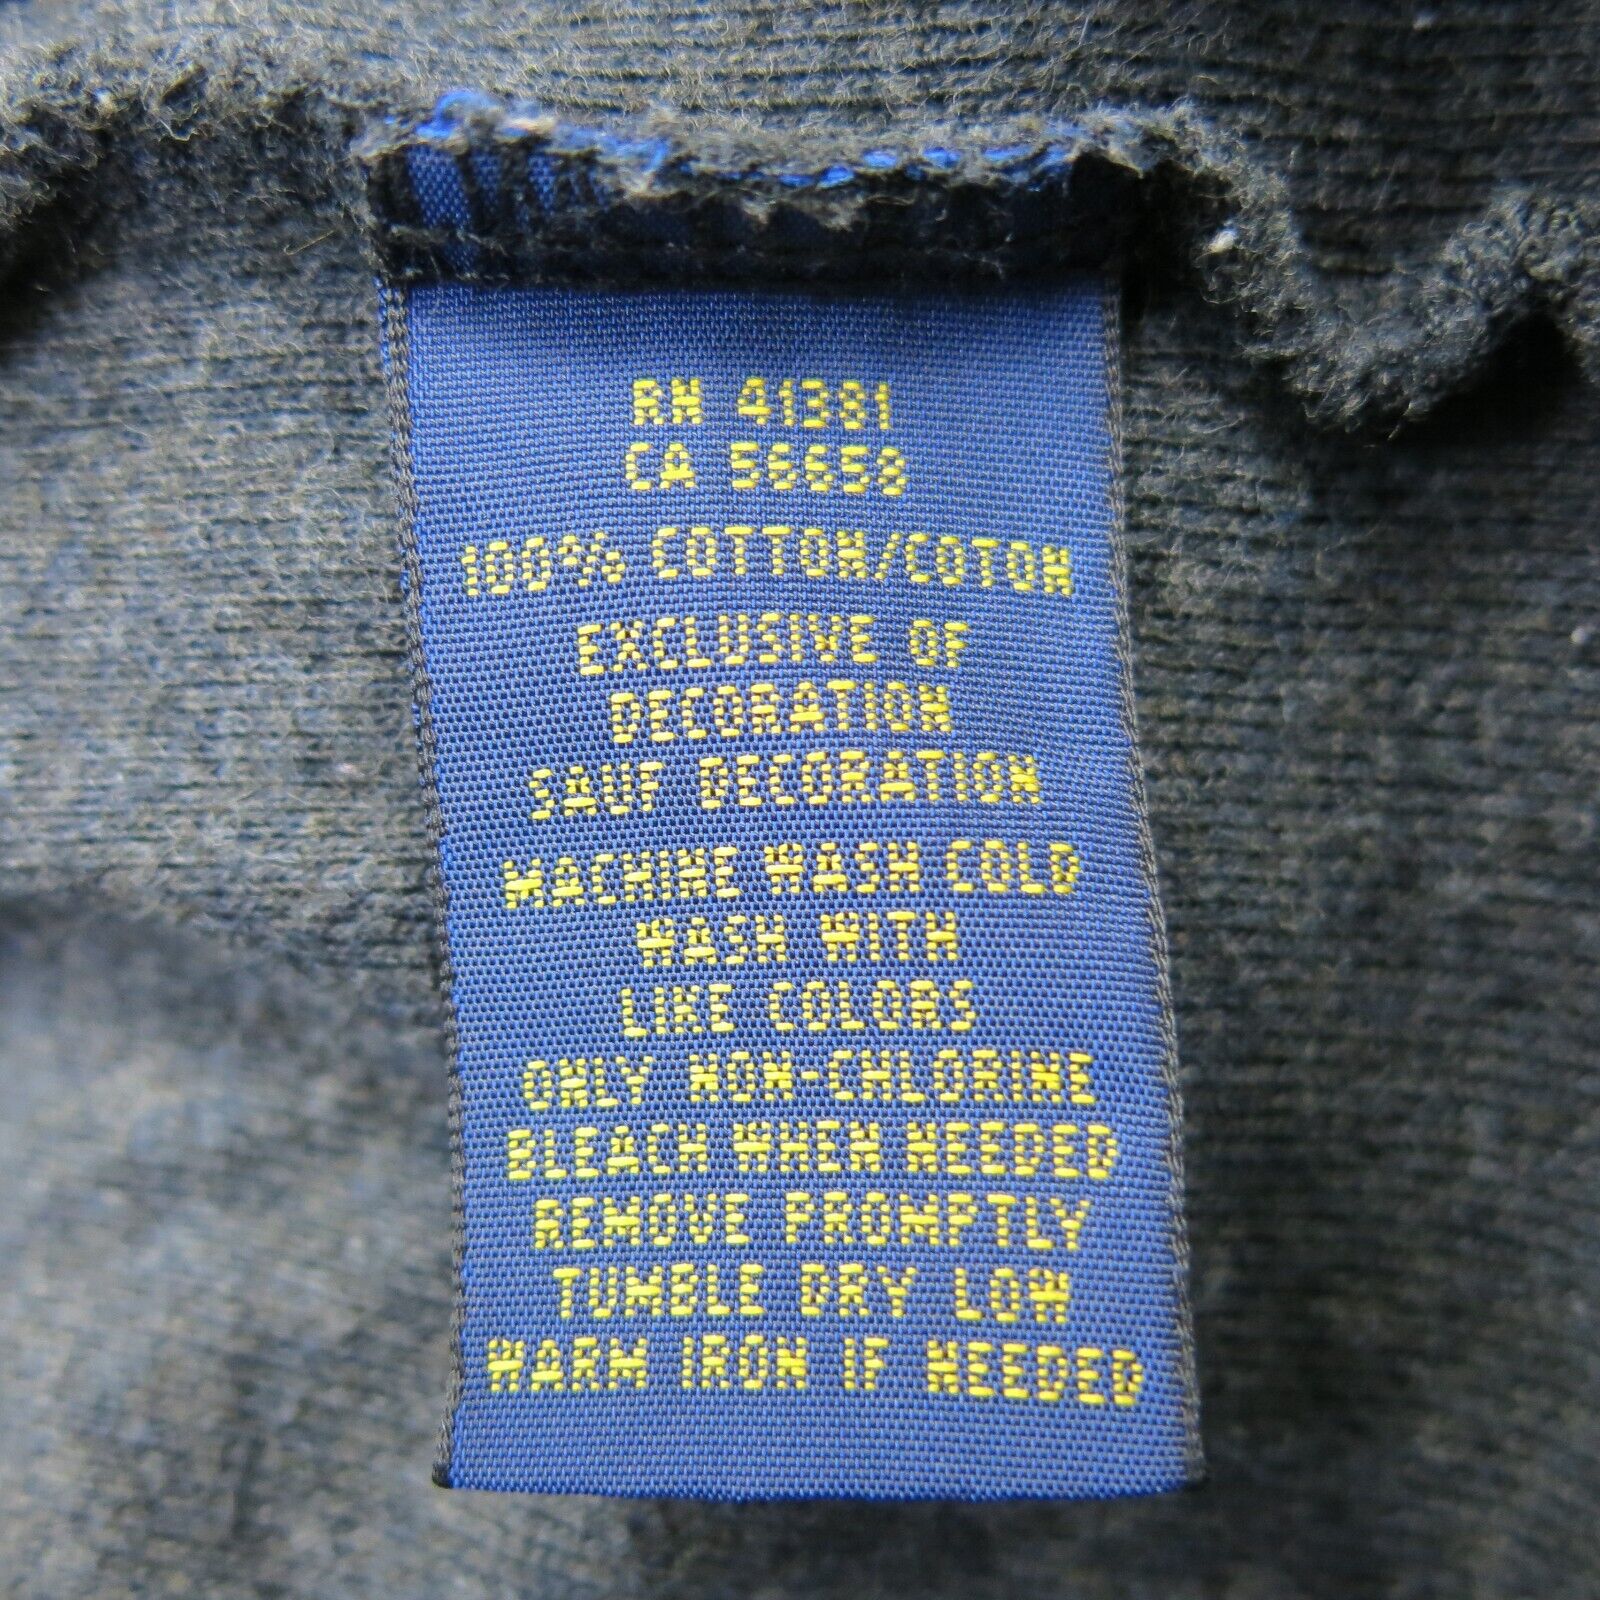 RN 41381
CA 56658
100% COTTON/COTON
EXCLUSIVE OF
DECORATION
SAUF DECORATION
MACHINE WASH COLD
WASH WITH
LIKE COLORS
ONLY NON-CHLORINE
BLEACH WHEN NEEDED
REMOVE PROMPTLY
TUMBLE DRY LOW
WARM IRON IF NEEDED